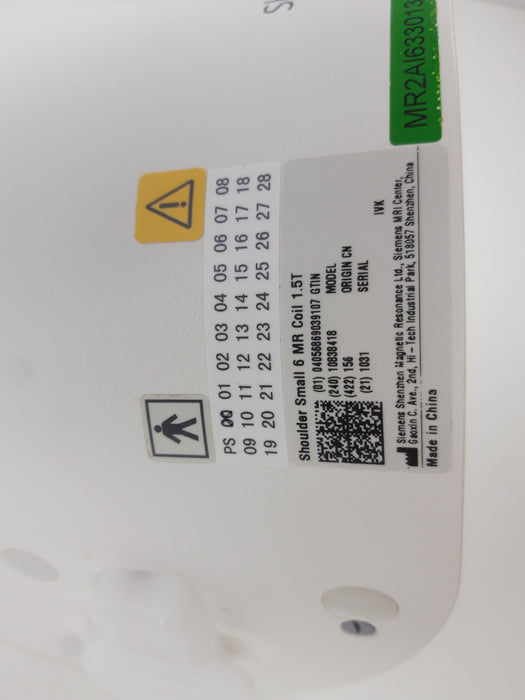 MR2AI633013
PS 00 01 02 03 04 05 06 07 08
09 10 11 12 13 14 15 16 17 18
19 20 21 22 23 24 25 26 27 28
Shoulder Small 6 MR Coil 1.5T
(01) 04056869039107 GTIN
(240) 10838418 MODEL
(422) 156 ORIGIN CN
(21) 1031 SERIAL
IVK
Siemens Shenzhen Magnetic Resonance Ltd., Siemens MRI Center,
Gaoxin C. Ave., 2nd, Hi-Tech Industrial Park, 518057 Shenzhen, China
Made in China